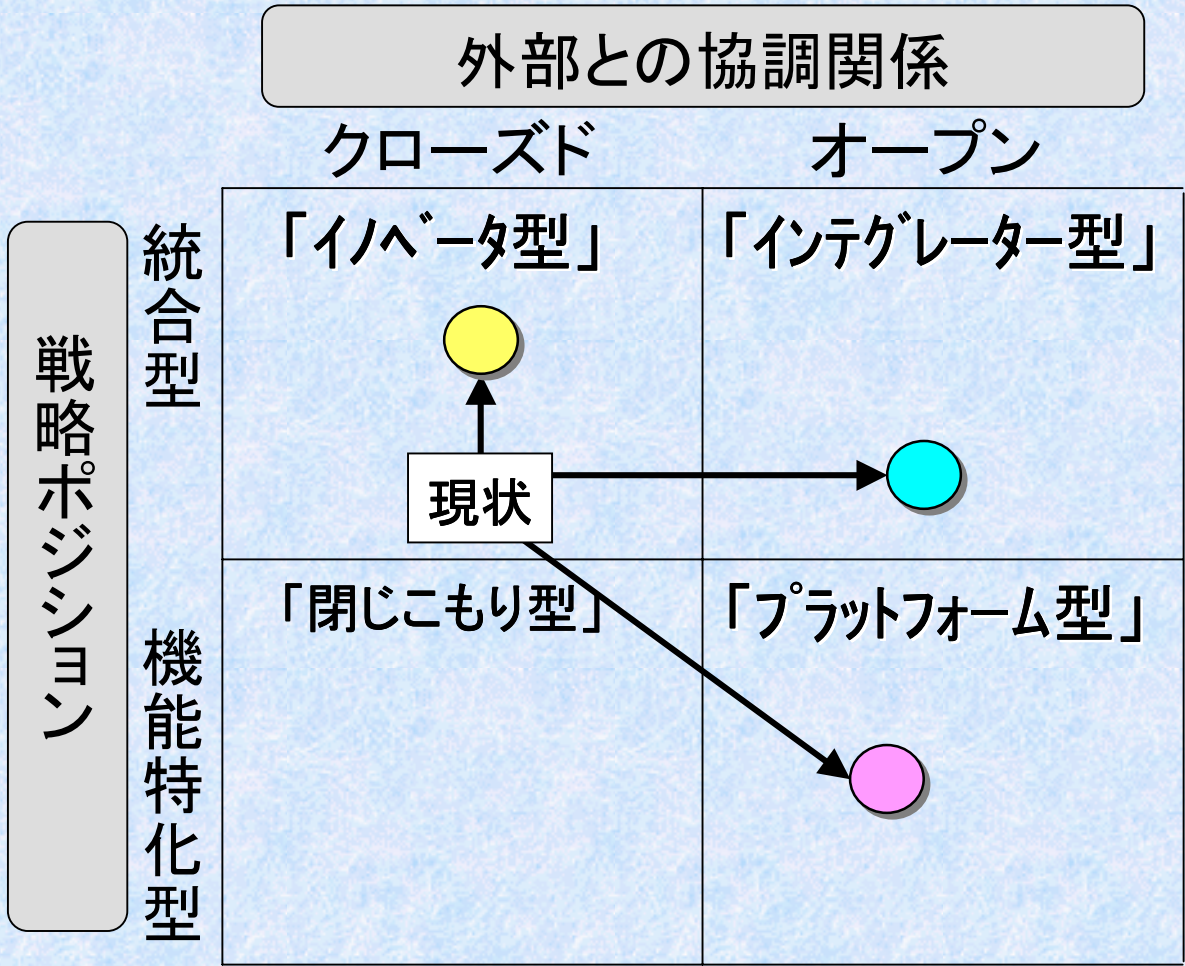 外部との協調関係
クローズド
オープン
戦略ポジション
統合型
「イノベータ型」
「インテグレーター型」
現状
機能特化型
「閉じこもり型」
「プラットフォーム型」